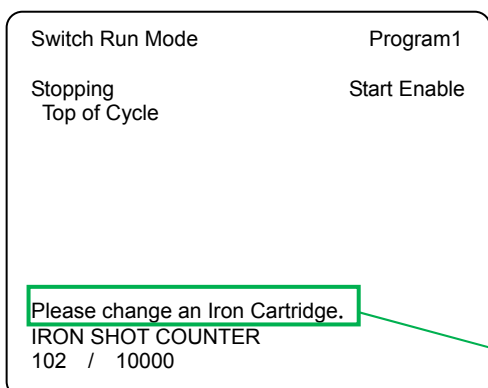 Switch Run Mode Program1
Stopping Start Enable
Top of Cycle
Please change an Iron Cartridge.
IRON SHOT COUNTER
102 / 10000